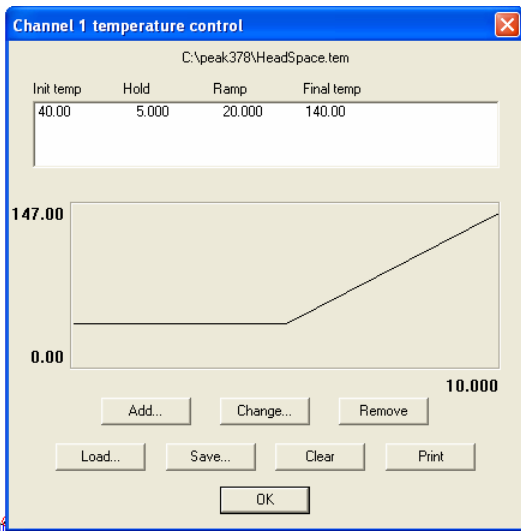 Channel 1 temperature control
C:\peak378\HeadSpace.tem
Init temp Hold Ramp Final temp
40.00 5.000 20.000 140.00
147.00
0.00
10.000
Add... Change... Remove
Load... Save... Clear Print
OK